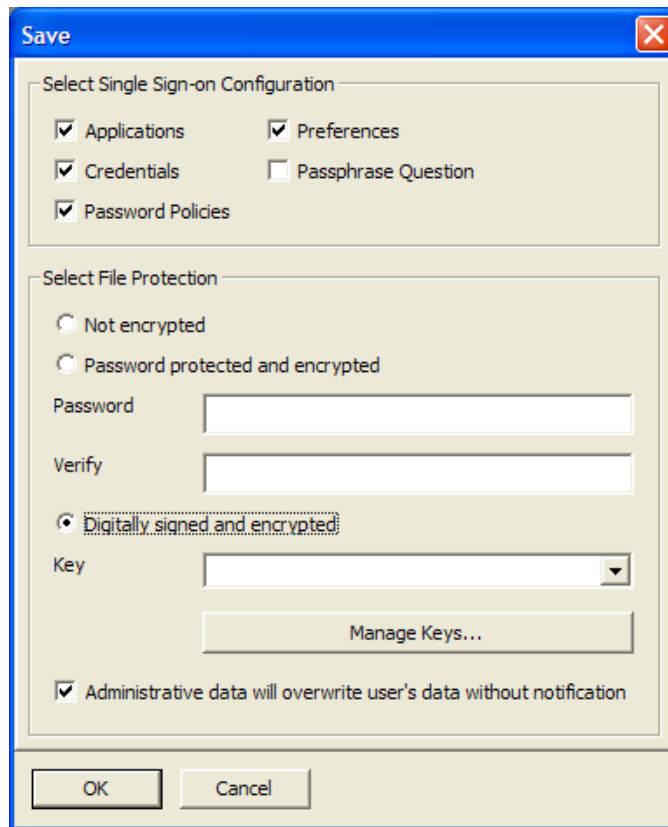 Save
Select Single Sign-on Configuration
Applications Preferences
Credentials Passphrase Question
Password Policies
Select File Protection
Not encrypted
Password protected and encrypted
Password
Verify
Digitally signed and encrypted
Key
Manage Keys...
Administrative data will overwrite user's data without notification
OK Cancel